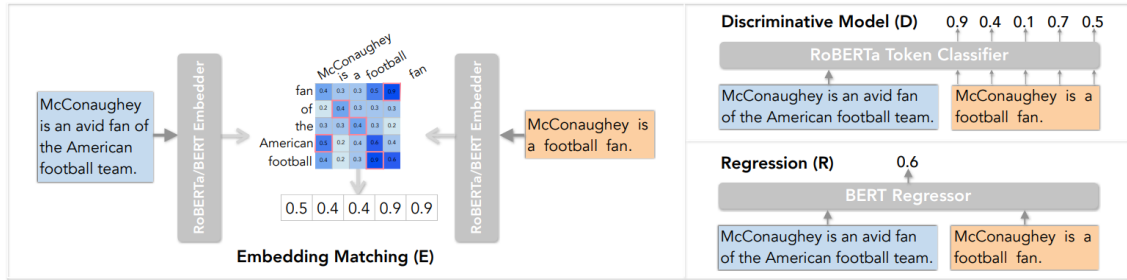 McConaughey
is an avid fan of
the American
football team.
RoBERTa/BERT Embedder
McConaughey is a football fan
fan 0.4 0.3 0.3 0.5 0.9
of 0.2 0.4 0.3 0.3 0.3
the 0.3 0.3 0.4 0.3 0.2
American 0.5 0.2 0.4 0.6
football 0.4 0.2 0.3 0.9
0.5 0.4 0.4 0.9 0.9
RoBERTa/BERT Embedder
McConaughey is
a football fan.
Embedding Matching (E)
Discriminative Model (D) 0.9 0.4 0.1 0.7 0.5
RoBERTa Token Classifier
McConaughey is an avid fan
of the American football team.
McConaughey is a
football fan.
Regression (R) 0.6
BERT Regressor
McConaughey is an avid fan
of the American football team.
McConaughey is a
football fan.